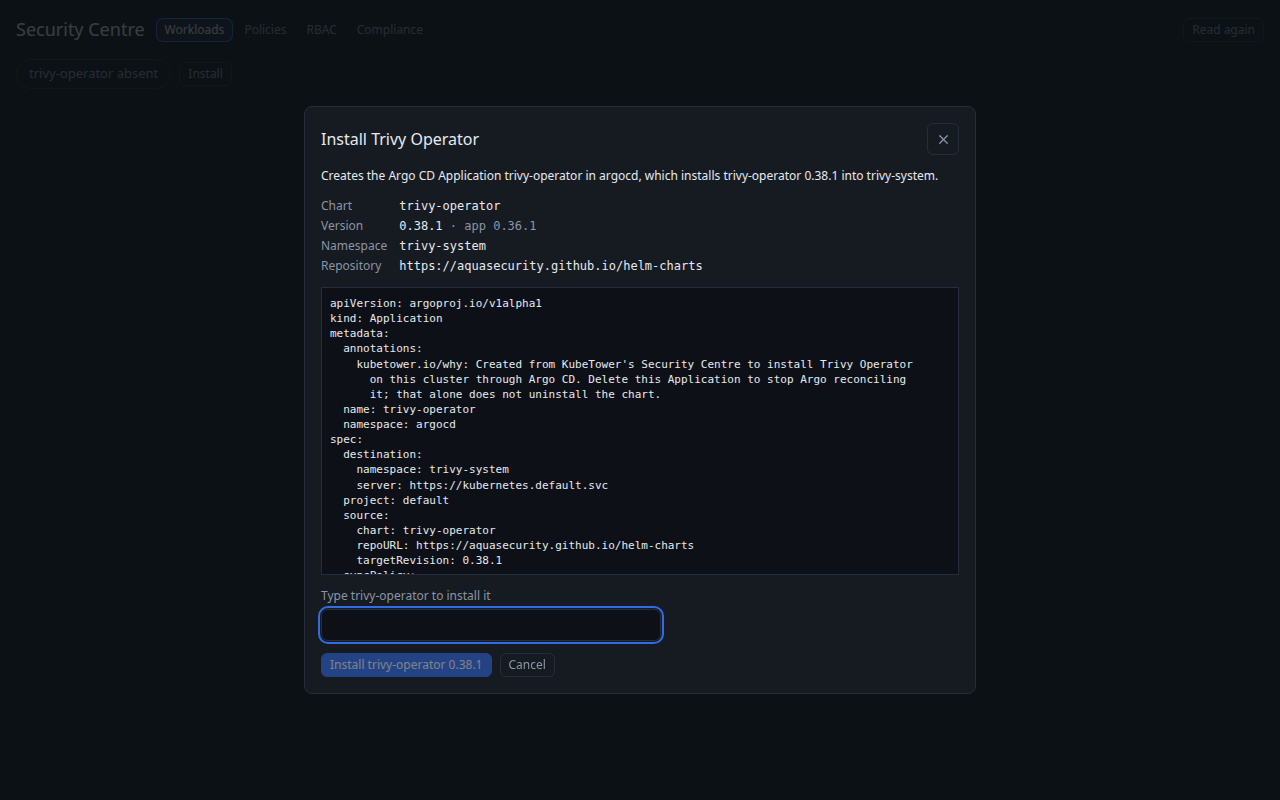 Security Centre Workloads Policies RBAC Compliance Read again
trivy-operator absent Install
Install Trivy Operator
Creates the Argo CD Application trivy-operator in argocd, which installs trivy-operator 0.38.1 into trivy-system.
Chart trivy-operator
Version 0.38.1 · app 0.36.1
Namespace trivy-system
Repository https://aquasecurity.github.io/helm-charts
apiVersion: argoproj.io/v1alpha1
kind: Application
metadata:
  annotations:
    kubetower.io/why: Created from KubeTower's Security Centre to install Trivy Operator
      on this cluster through Argo CD. Delete this Application to stop Argo reconciling
      it; that alone does not uninstall the chart.
  name: trivy-operator
  namespace: argocd
spec:
  destination:
    namespace: trivy-system
    server: https://kubernetes.default.svc
  project: default
  source:
    chart: trivy-operator
    repoURL: https://aquasecurity.github.io/helm-charts
    targetRevision: 0.38.1
Type trivy-operator to install it
Install trivy-operator 0.38.1 Cancel